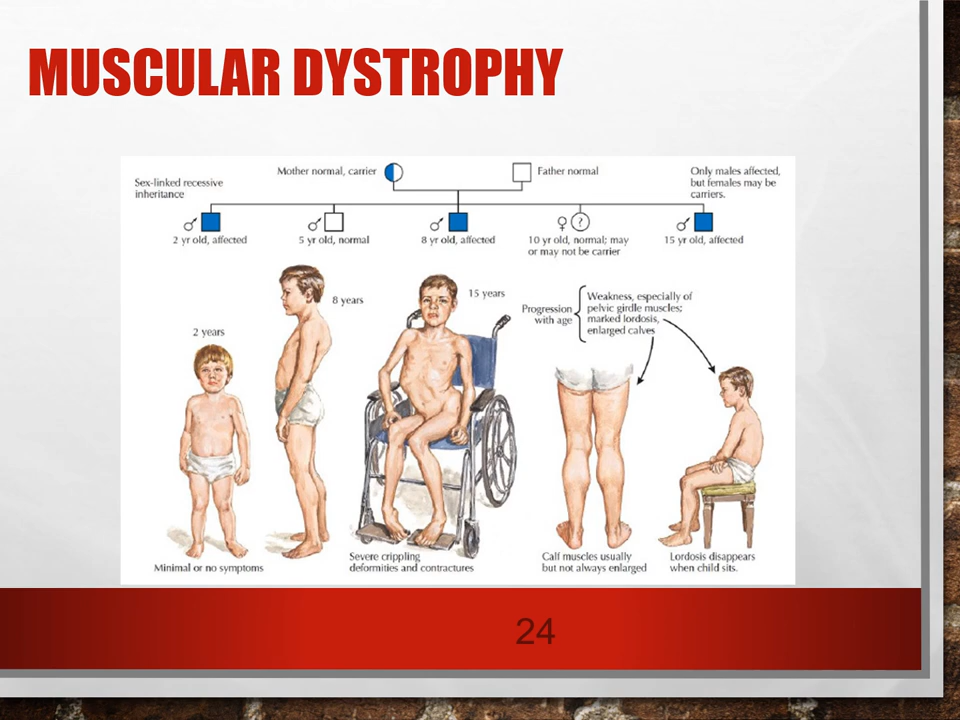 MUSCULAR DYSTROPHY
Sex-linked recessive
inheritance
Mother normal, carrier
Father normal
Only males affected,
but females may be
carriers.
♂
♂
♂
♀ ?
♂
2 yr old, affected
5 yr old, normal
8 yr old, affected
10 yr old, normal; may
or may not be carrier
15 yr old, affected
2 years
8 years
15 years
Progression
with age
Weakness, especially of
pelvic girdle muscles;
marked lordosis,
enlarged calves
Minimal or no symptoms
Severe crippling
deformities and contractures
Calf muscles usually
but not always enlarged
Lordosis disappears
when child sits.
24